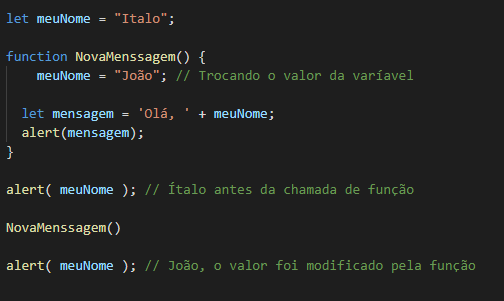 let meuNome = "Italo";
function NovaMenssagem() {
meuNome = "João"; // Trocando o valor da varíavel
let mensagem = 'Olá, ' + meuNome;
alert(mensagem);
}
alert( meuNome ); // Ítalo antes da chamada de função
NovaMenssagem()
alert( meuNome ); // João, o valor foi modificado pela função